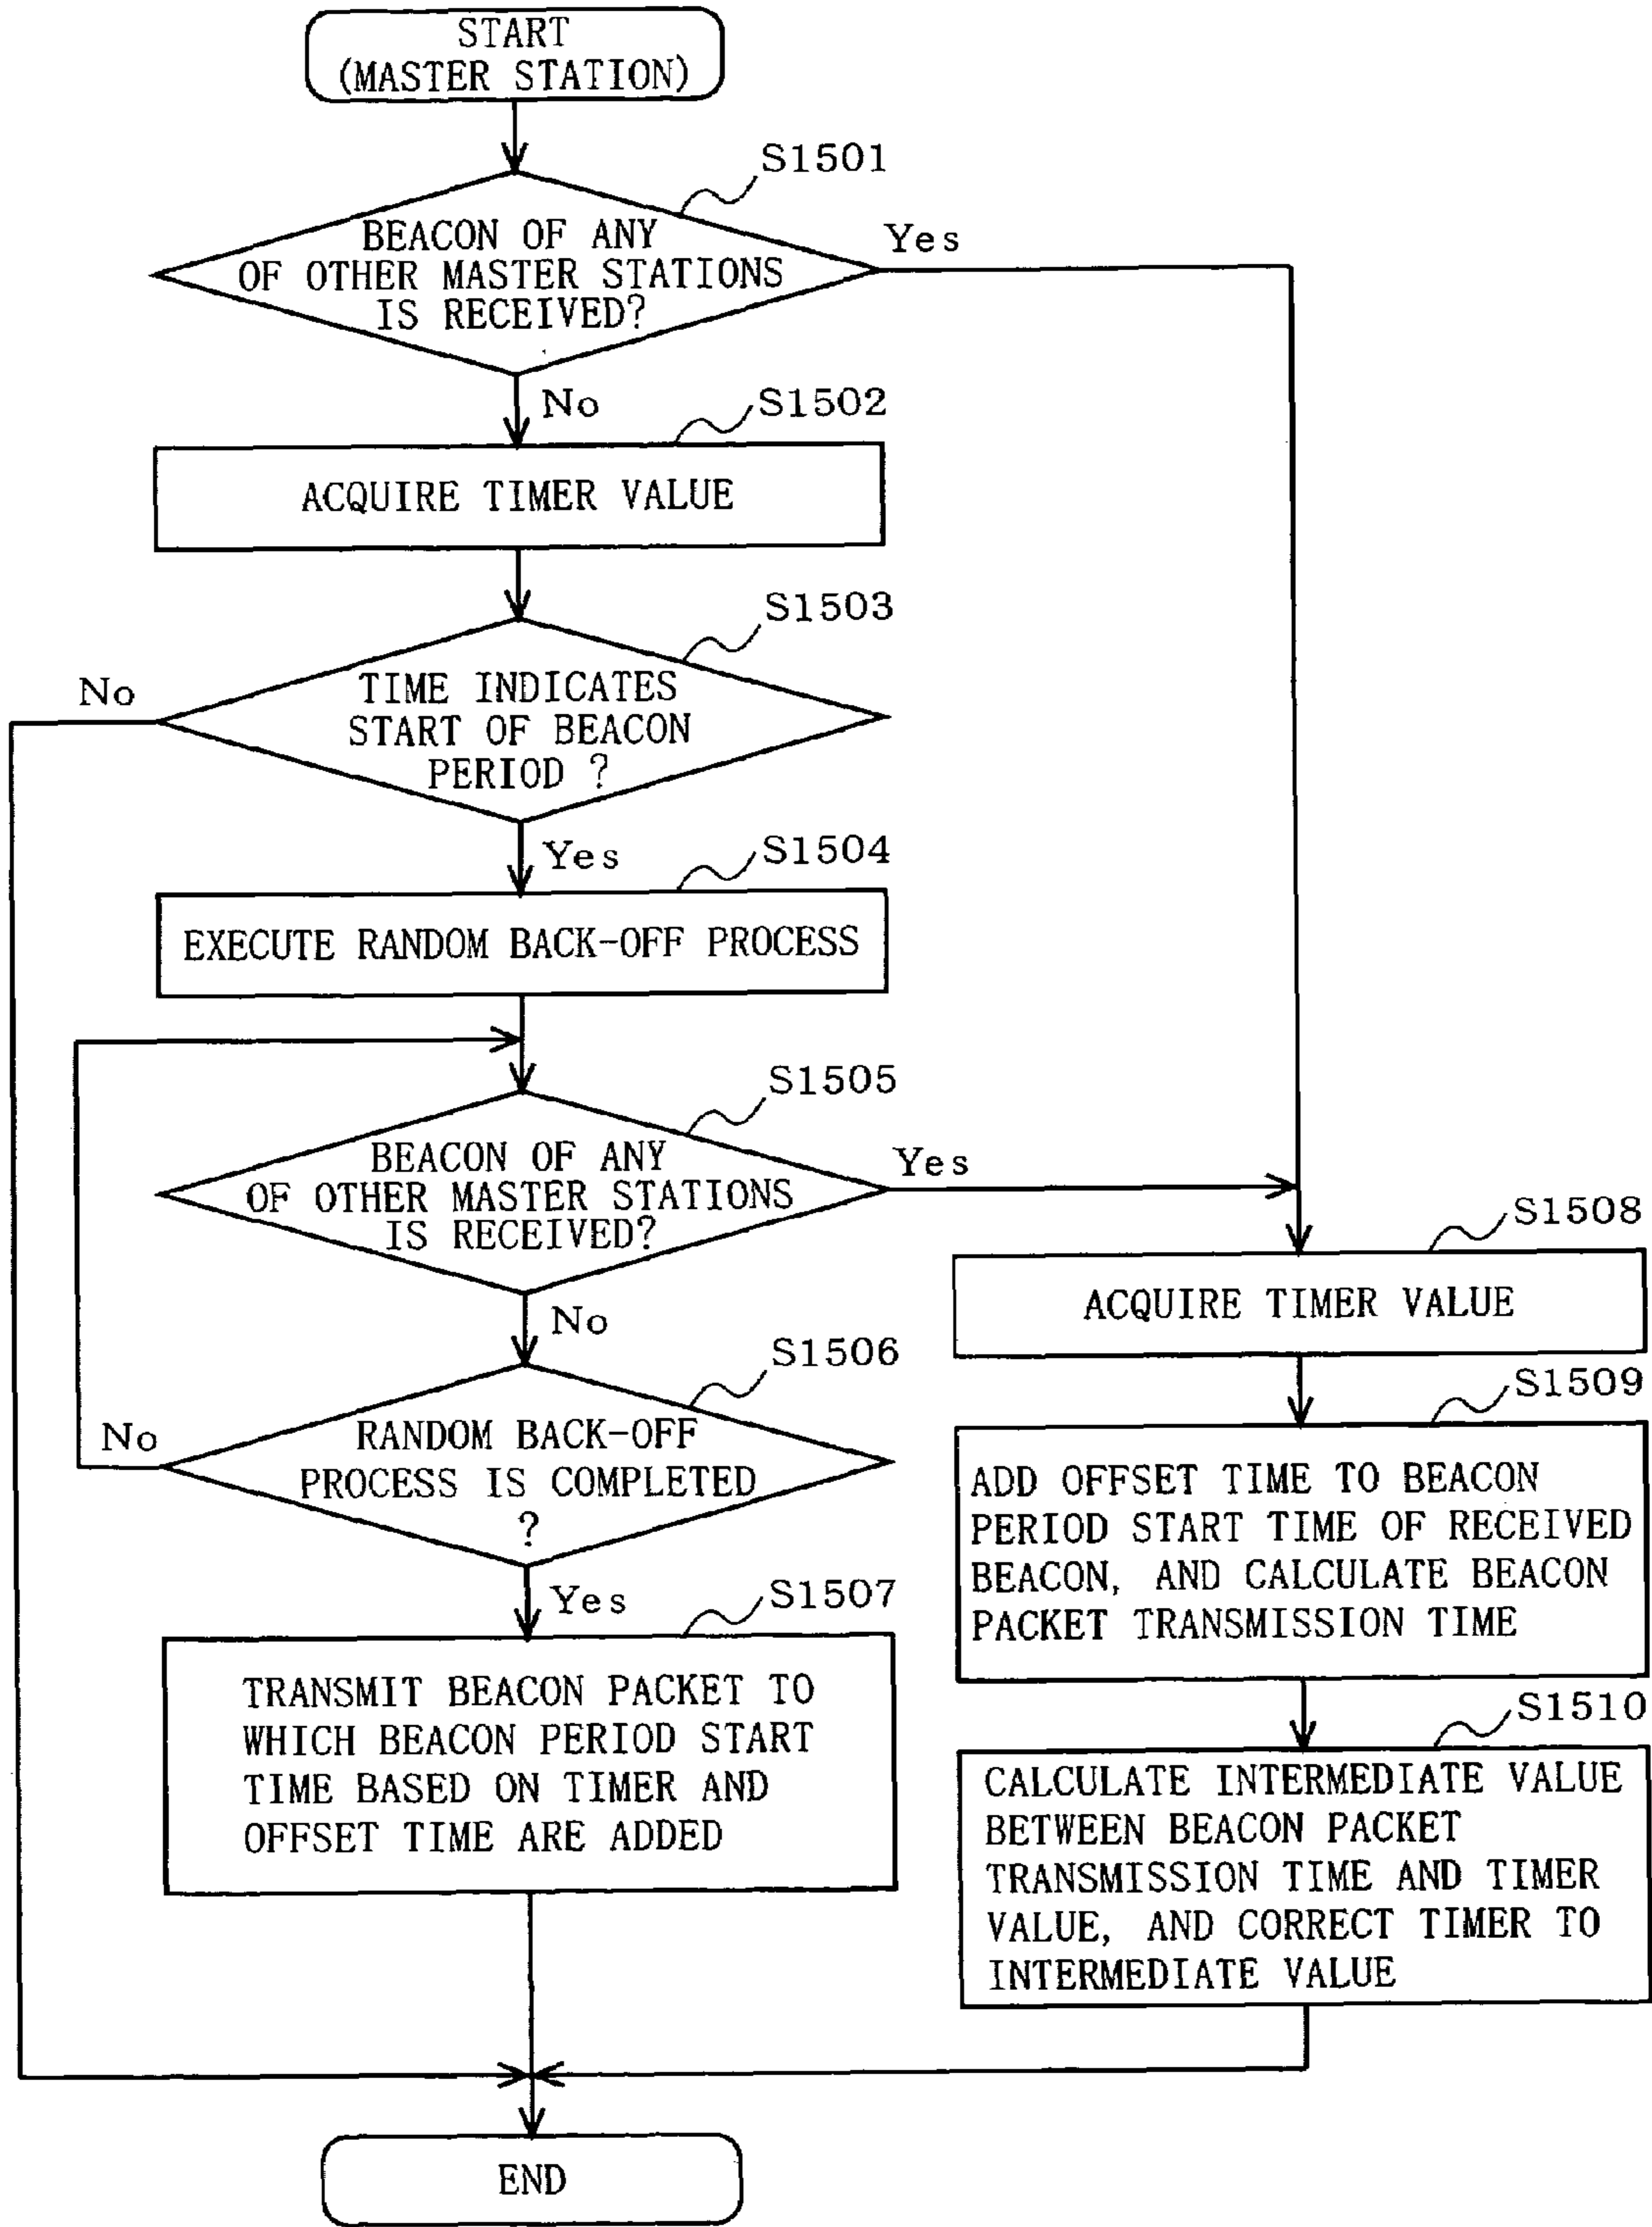 START
(MASTER STATION)
S1501
BEACON OF ANY
OF OTHER MASTER STATIONS
IS RECEIVED?
Yes
No
S1502
ACQUIRE TIMER VALUE
S1503
TIME INDICATES
START OF BEACON
PERIOD ?
No
Yes
S1504
EXECUTE RANDOM BACK-OFF PROCESS
S1505
BEACON OF ANY
OF OTHER MASTER STATIONS
IS RECEIVED?
Yes
No
S1506
RANDOM BACK-OFF
PROCESS IS COMPLETED
?
No
Yes
S1507
TRANSMIT BEACON PACKET TO
WHICH BEACON PERIOD START
TIME BASED ON TIMER AND
OFFSET TIME ARE ADDED
S1508
ACQUIRE TIMER VALUE
S1509
ADD OFFSET TIME TO BEACON
PERIOD START TIME OF RECEIVED
BEACON, AND CALCULATE BEACON
PACKET TRANSMISSION TIME
S1510
CALCULATE INTERMEDIATE VALUE
BETWEEN BEACON PACKET
TRANSMISSION TIME AND TIMER
VALUE, AND CORRECT TIMER TO
INTERMEDIATE VALUE
END